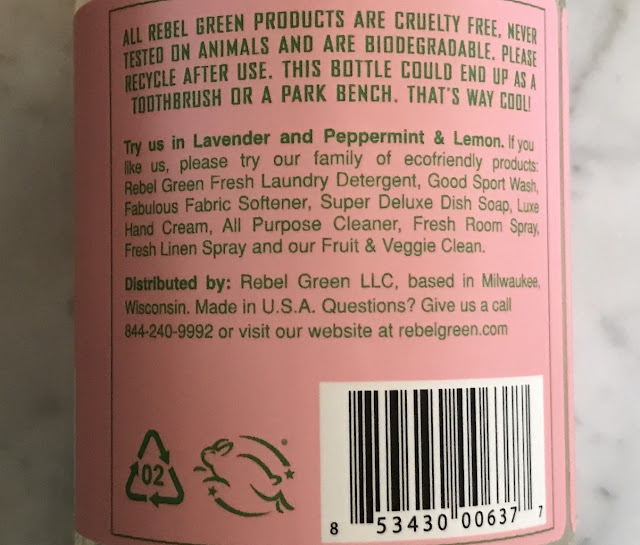 ALL REBEL GREEN PRODUCTS ARE CRUELTY FREE, NEVER
TESTED ON ANIMALS AND ARE BIODEGRADABLE. PLEASE
RECYCLE AFTER USE. THIS BOTTLE COULD END UP AS A
TOOTHBRUSH OR A PARK BENCH. THAT'S WAY COOL!
Try us in Lavender and Peppermint & Lemon. If you
like us, please try our family of ecofriendly products:
Rebel Green Fresh Laundry Detergent, Good Sport Wash,
Fabulous Fabric Softener, Super Deluxe Dish Soap, Luxe
Hand Cream, All Purpose Cleaner, Fresh Room Spray,
Fresh Linen Spray and our Fruit & Veggie Clean.
Distributed by: Rebel Green LLC, based in Milwaukee,
Wisconsin. Made in U.S.A. Questions? Give us a call
844-240-9992 or visit our website at rebelgreen.com
02
®
8 53430 00637 7